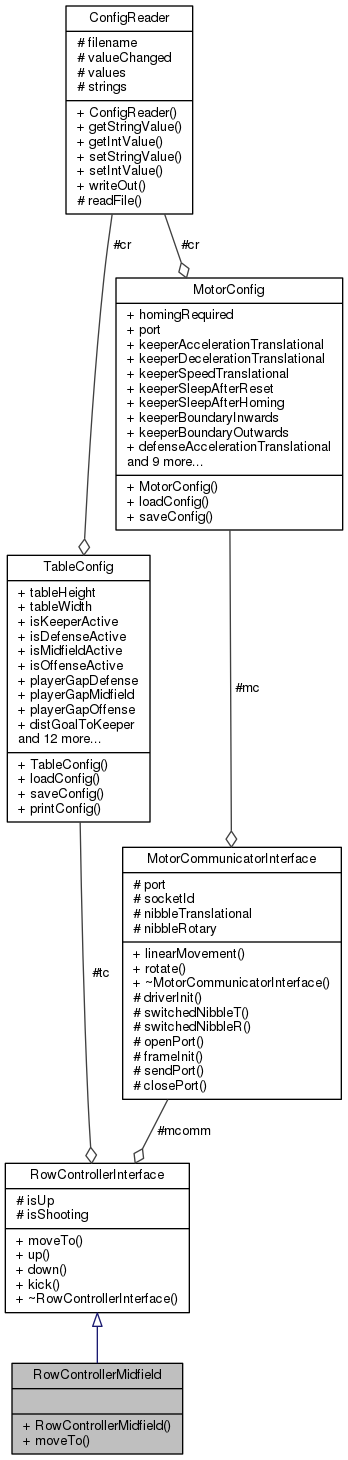 ConfigReader
# filename
# valueChanged
# values
# strings
+ ConfigReader()
+ getStringValue()
+ getIntValue()
+ setStringValue()
+ setIntValue()
+ writeOut()
# readFile()
#cr
#cr
MotorConfig
+ homingRequired
+ port
+ keeperAccelerationTranslational
+ keeperDecelerationTranslational
+ keeperSpeedTranslational
+ keeperSleepAfterReset
+ keeperSleepAfterHoming
+ keeperBoundaryInwards
+ keeperBoundaryOutwards
+ defenseAccelerationTranslational
and 9 more...
+ MotorConfig()
+ loadConfig()
+ saveConfig()
TableConfig
+ tableHeight
+ tableWidth
+ isKeeperActive
+ isDefenseActive
+ isMidfieldActive
+ isOffenseActive
+ playerGapDefense
+ playerGapMidfield
+ playerGapOffense
+ distGoalToKeeper
and 12 more...
+ TableConfig()
+ loadConfig()
+ saveConfig()
+ printConfig()
#mc
MotorCommunicatorInterface
# port
# socketId
# nibbleTranslational
# nibbleRotary
+ linearMovement()
+ rotate()
+ ~MotorCommunicatorInterface()
# driverInit()
# switchedNibbleT()
# switchedNibbleR()
# openPort()
# frameInit()
# sendPort()
# closePort()
#tc
#mcomm
RowControllerInterface
# isUp
# isShooting
+ moveTo()
+ up()
+ down()
+ kick()
+ ~RowControllerInterface()
RowControllerMidfield
+ RowControllerMidfield()
+ moveTo()